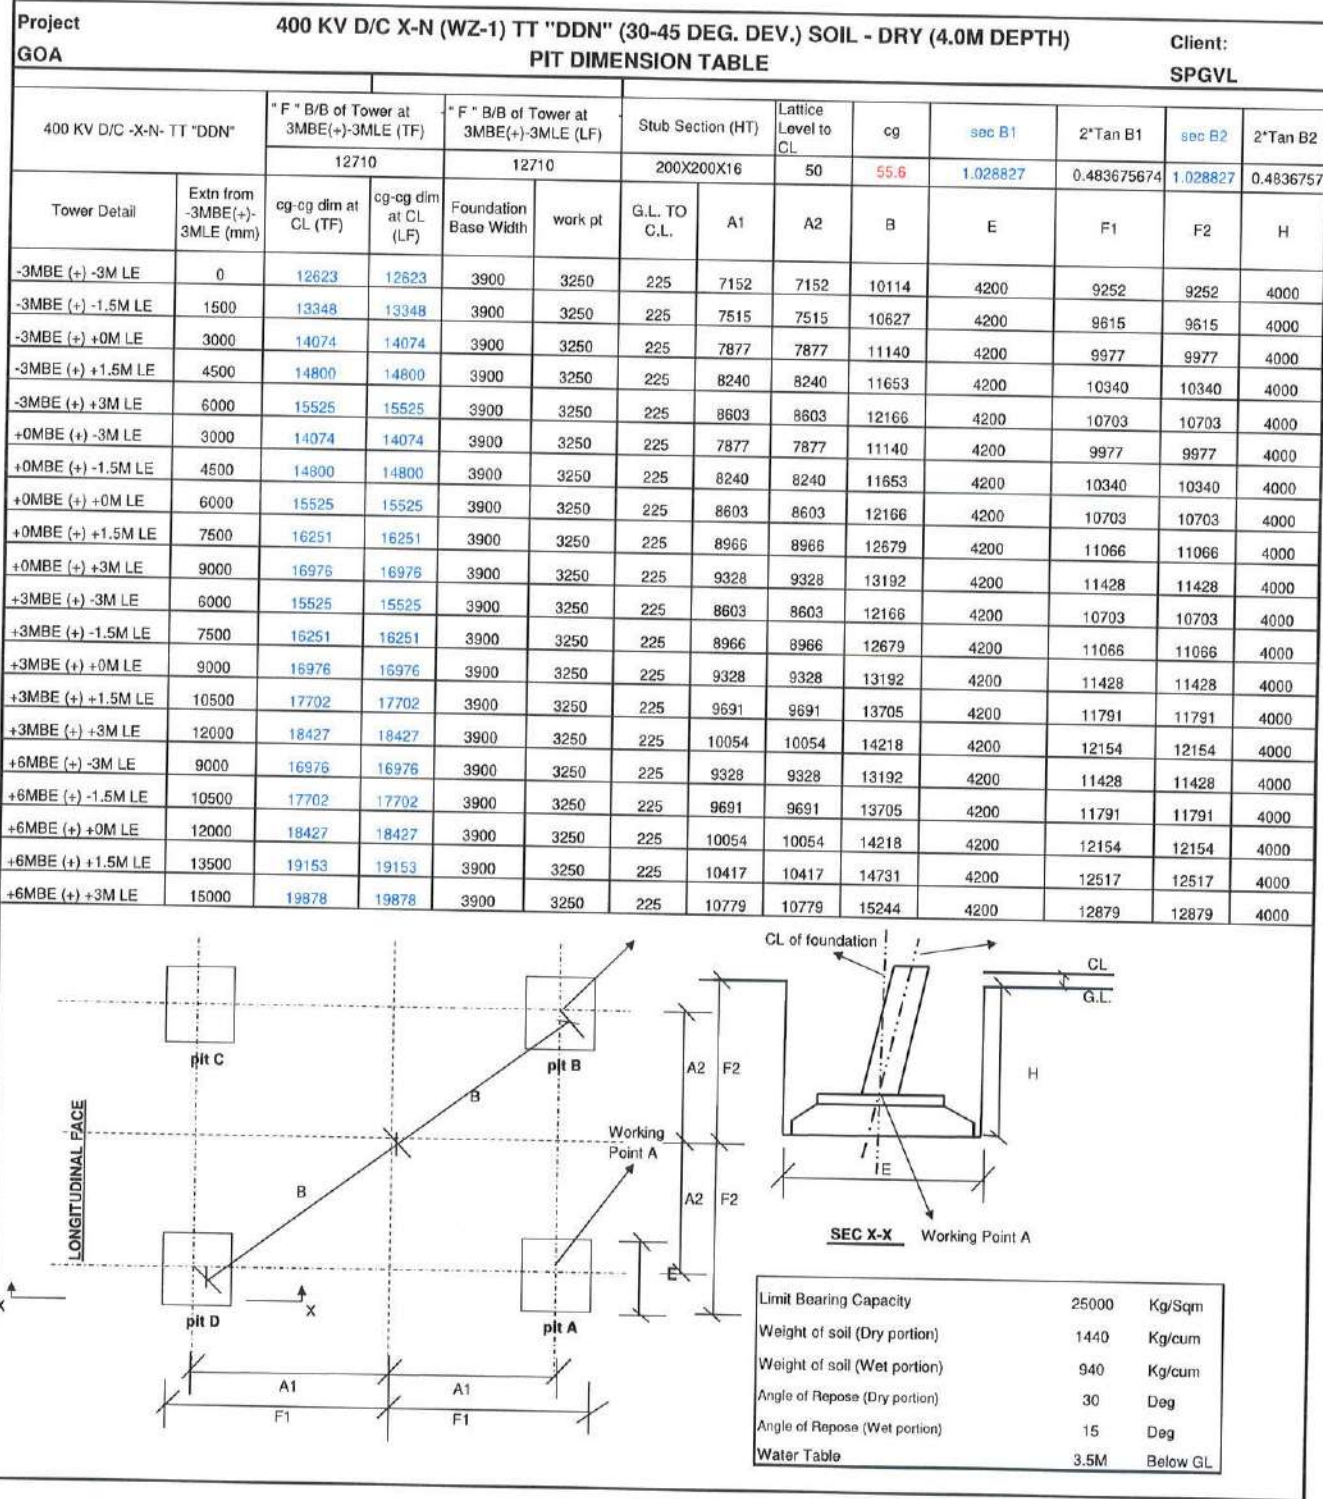 Project 400 KV D/C X-N (WZ-1) TT "DDN" (30-45 DEG. DEV.) SOIL - DRY (4.0M DEPTH) Client:
GOA PIT DIMENSION TABLE SPGVL
400 KV D/C -X-N- TT "DDN" " F " B/B of Tower at 3MBE(+)-3MLE (TF) " F " B/B of Tower at 3MBE(+)-3MLE (LF) Stub Section (HT) Lattice Level to CL cg sec B1 2*Tan B1 sec B2 2*Tan B2
12710 12710 200X200X16 50 55.6 1.028827 0.483675674 1.028827 0.4836757
Tower Detail Extn from -3MBE(+)-3MLE (mm) cg-cg dim at CL (TF) cg-cg dim at CL (LF) Foundation Base Width work pt G.L. TO C.L. A1 A2 B E F1 F2 H
-3MBE (+) -3M LE 0 12623 12623 3900 3250 225 7152 7152 10114 4200 9252 9252 4000
-3MBE (+) -1.5M LE 1500 13348 13348 3900 3250 225 7515 7515 10627 4200 9615 9615 4000
-3MBE (+) +0M LE 3000 14074 14074 3900 3250 225 7877 7877 11140 4200 9977 9977 4000
-3MBE (+) +1.5M LE 4500 14800 14800 3900 3250 225 8240 8240 11653 4200 10340 10340 4000
-3MBE (+) +3M LE 6000 15525 15525 3900 3250 225 8603 8603 12166 4200 10703 10703 4000
+0MBE (+) -3M LE 3000 14074 14074 3900 3250 225 7877 7877 11140 4200 9977 9977 4000
+0MBE (+) -1.5M LE 4500 14800 14800 3900 3250 225 8240 8240 11653 4200 10340 10340 4000
+0MBE (+) +0M LE 6000 15525 15525 3900 3250 225 8603 8603 12166 4200 10703 10703 4000
+0MBE (+) +1.5M LE 7500 16251 16251 3900 3250 225 8966 8966 12679 4200 11066 11066 4000
+0MBE (+) +3M LE 9000 16976 16976 3900 3250 225 9328 9328 13192 4200 11428 11428 4000
+3MBE (+) -3M LE 6000 15525 15525 3900 3250 225 8603 8603 12166 4200 10703 10703 4000
+3MBE (+) -1.5M LE 7500 16251 16251 3900 3250 225 8966 8966 12679 4200 11066 11066 4000
+3MBE (+) +0M LE 9000 16976 16976 3900 3250 225 9328 9328 13192 4200 11428 11428 4000
+3MBE (+) +1.5M LE 10500 17702 17702 3900 3250 225 9691 9691 13705 4200 11791 11791 4000
+3MBE (+) +3M LE 12000 18427 18427 3900 3250 225 10054 10054 14218 4200 12154 12154 4000
+6MBE (+) -3M LE 9000 16976 16976 3900 3250 225 9328 9328 13192 4200 11428 11428 4000
+6MBE (+) -1.5M LE 10500 17702 17702 3900 3250 225 9691 9691 13705 4200 11791 11791 4000
+6MBE (+) +0M LE 12000 18427 18427 3900 3250 225 10054 10054 14218 4200 12154 12154 4000
+6MBE (+) +1.5M LE 13500 19153 19153 3900 3250 225 10417 10417 14731 4200 12517 12517 4000
+6MBE (+) +3M LE 15000 19878 19878 3900 3250 225 10779 10779 15244 4200 12879 12879 4000
CL of foundation
CL
G.L.
pit C
pit B
A2 F2
H
B
LONGITUDINAL FACE
Working
Point A
B
A2 F2
E
SEC X-X Working Point A
E
X X
pit D
pit A
A1 A1
F1 F1
Limit Bearing Capacity 25000 Kg/Sqm
Weight of soil (Dry portion) 1440 Kg/cum
Weight of soil (Wet portion) 940 Kg/cum
Angle of Repose (Dry portion) 30 Deg
Angle of Repose (Wet portion) 15 Deg
Water Table 3.5M Below GL